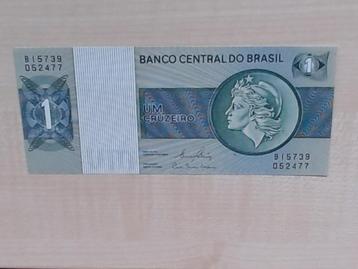 B15739
052477
BANCO CENTRAL DO BRASIL
1
1
UM
CRUZEIRO
B15739
052477